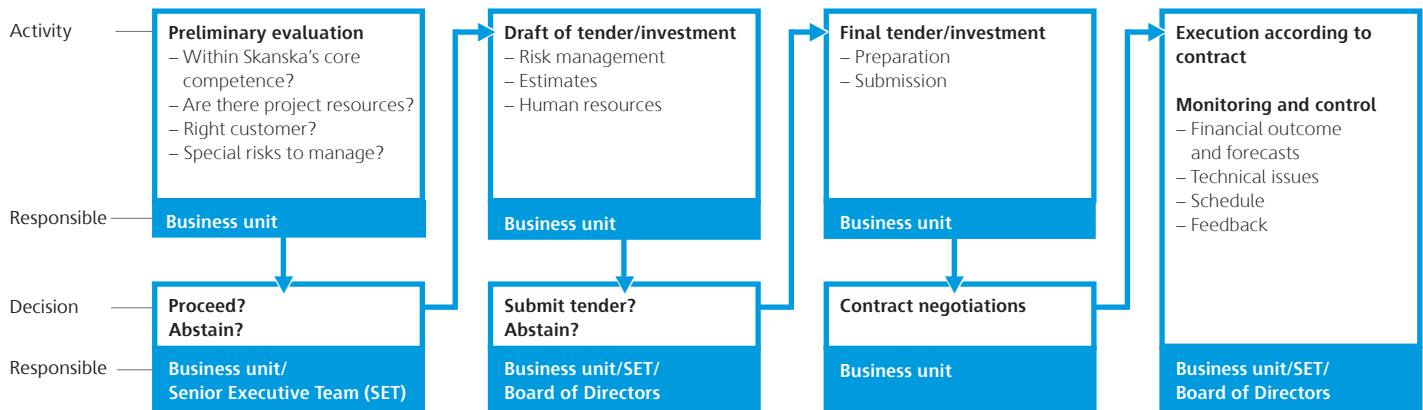 Activity
Preliminary evaluation
– Within Skanska's core
competence?
– Are there project resources?
– Right customer?
– Special risks to manage?
Responsible
Business unit
Decision
Proceed?
Abstain?
Responsible
Business unit/
Senior Executive Team (SET)
Draft of tender/investment
– Risk management
– Estimates
– Human resources
Business unit
Submit tender?
Abstain?
Business unit/SET/
Board of Directors
Final tender/investment
– Preparation
– Submission
Business unit
Contract negotiations
Business unit
Execution according to
contract
Monitoring and control
– Financial outcome
and forecasts
– Technical issues
– Schedule
– Feedback
Business unit/SET/
Board of Directors